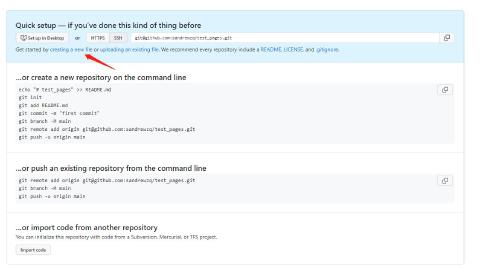 Quick setup — if you've done this kind of thing before
Set up in Desktop or HTTPS SSH git@github.com:sandrewzq/test_pages.git
Get started by creating a new file or uploading an existing file. We recommend every repository include a README, LICENSE, and .gitignore.
...or create a new repository on the command line
echo "# test_pages" >> README.md
git init
git add README.md
git commit -m "first commit"
git branch -M main
git remote add origin git@github.com:sandrewzq/test_pages.git
git push -u origin main
...or push an existing repository from the command line
git remote add origin git@github.com:sandrewzq/test_pages.git
git branch -M main
git push -u origin main
...or import code from another repository
You can initialize this repository with code from a Subversion, Mercurial, or TFS project.
Import code